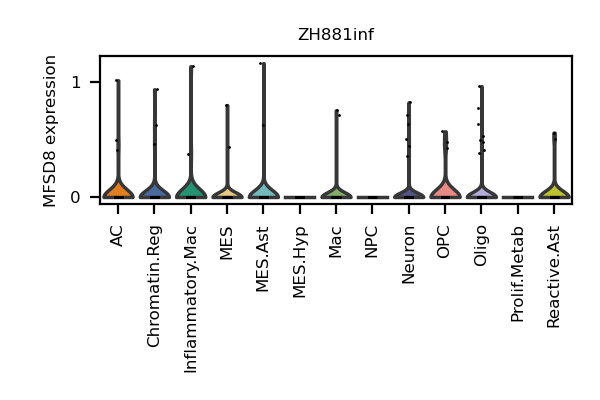 ZH881inf
MFSD8 expression
1
0
AC
Chromatin.Reg
Inflammatory.Mac
MES
MES.Ast
MES.Hyp
Mac
NPC
Neuron
OPC
Oligo
Prolif.Metab
Reactive.Ast